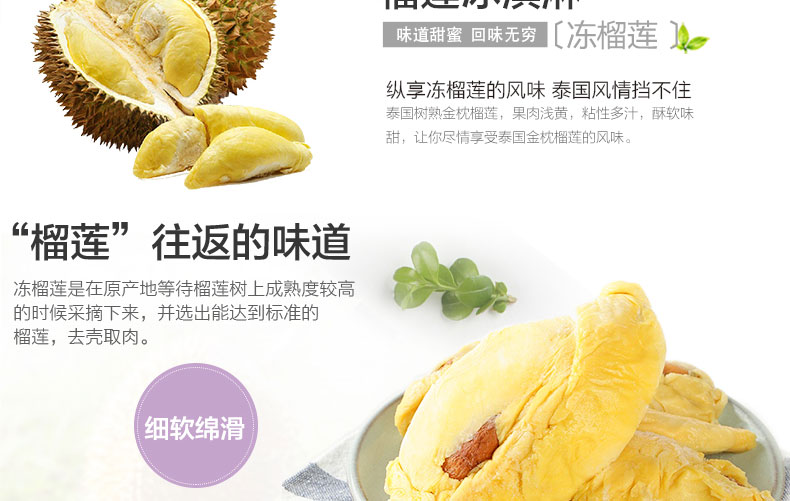 榴莲冰淇淋
味道甜蜜 回味无穷 〔冻榴莲〕
纵享冻榴莲的风味 泰国风情挡不住
泰国树熟金枕榴莲，果肉浅黄，粘性多汁，酥软味
甜，让你尽情享受泰国金枕榴莲的风味。
“榴莲”往返的味道
冻榴莲是在原产地等待榴莲树上成熟度较高
的时候采摘下来，并选出能达到标准的
榴莲，去壳取肉。
细软绵滑